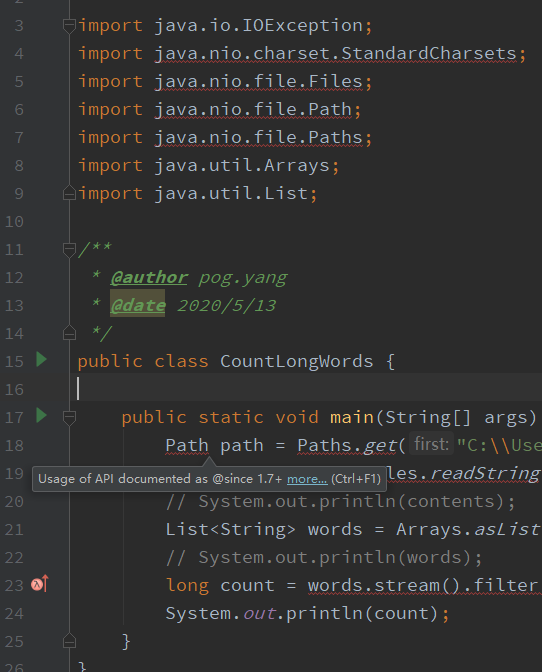 3 import java.io.IOException;
4 import java.nio.charset.StandardCharsets;
5 import java.nio.file.Files;
6 import java.nio.file.Path;
7 import java.nio.file.Paths;
8 import java.util.Arrays;
9 import java.util.List;
10
11 /**
12 * @author pog.yang
13 * @date 2020/5/13
14 */
15 public class CountLongWords {
16
17 public static void main(String[] args)
18 Path path = Paths.get( first: "C:\\Use
Usage of API documented as @since 1.7+ more... (Ctrl+F1)
19 les.readString
20 // System.out.println(contents);
21 List<String> words = Arrays.asList
22 // System.out.println(words);
23 long count = words.stream().filter
24 System.out.println(count);
25 }
26 }